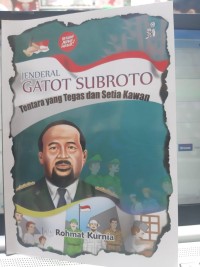 JENDERAL
GATOT SUBROTO
Tentara yang Tegas dan Setia Kawan
Rohmat Kurnia